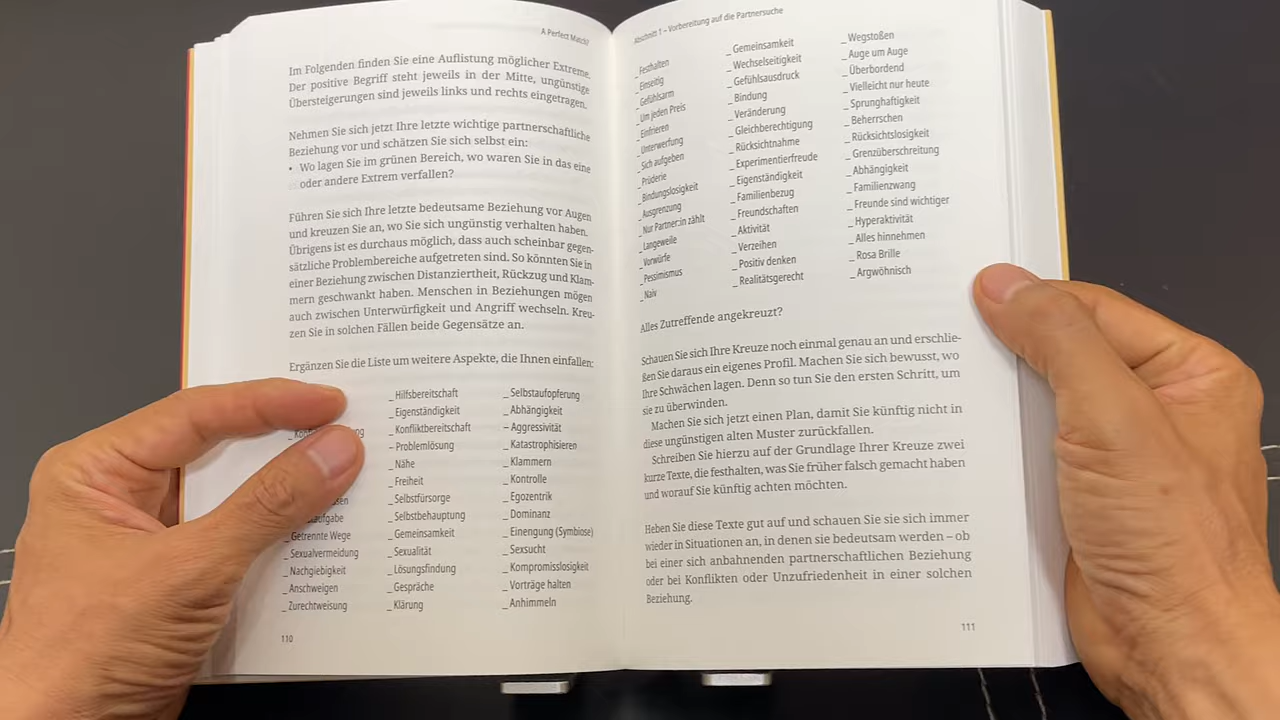 A Perfect Match?
Im Folgenden finden Sie eine Auflistung möglicher Extreme.
Der positive Begriff steht jeweils in der Mitte, ungünstige
Übersteigerungen sind jeweils links und rechts eingetragen.
Nehmen Sie sich jetzt Ihre letzte wichtige partnerschaftliche
Beziehung vor und schätzen Sie sich selbst ein:
• Wo lagen Sie im grünen Bereich, wo waren Sie in das eine
oder andere Extrem verfallen?
Führen Sie sich Ihre letzte bedeutsame Beziehung vor Augen
und kreuzen Sie an, wo Sie sich ungünstig verhalten haben.
Übrigens ist es durchaus möglich, dass auch scheinbar gegen-
sätzliche Problembereiche aufgetreten sind. So könnten Sie in
einer Beziehung zwischen Distanziertheit, Rückzug und Klam-
mern geschwankt haben. Menschen in Beziehungen mögen
auch zwischen Unterwürfigkeit und Angriff wechseln. Kreu-
zen Sie in solchen Fällen beide Gegensätze an.
Ergänzen Sie die Liste um weitere Aspekte, die Ihnen einfallen:
_ Hilfsbereitschaft _ Selbstaufopferung
_ Eigenständigkeit _ Abhängigkeit
_ Konfliktbereitschaft _ Aggressivität
_ Problemlösung _ Katastrophisieren
_ Nähe _ Klammern
_ Freiheit _ Kontrolle
_ Selbstfürsorge _ Egozentrik
_ Selbstbehauptung _ Dominanz
_ Getrennte Wege _ Gemeinsamkeit _ Einengung (Symbiose)
_ Sexualvermeidung _ Sexualität _ Sexsucht
_ Nachgiebigkeit _ Lösungsfindung _ Kompromisslosigkeit
_ Anschweigen _ Gespräche _ Vorträge halten
_ Zurechtweisung _ Klärung _ Anhimmeln
110
Abschnitt 1 – Vorbereitung auf die Partnersuche
_ Festhalten _ Gemeinsamkeit _ Wegstoßen
_ Einseitig _ Wechselseitigkeit _ Auge um Auge
_ Gefühlsarm _ Gefühlsausdruck _ Überbordend
_ Um jeden Preis _ Bindung _ Vielleicht nur heute
_ Einfrieren _ Veränderung _ Sprunghaftigkeit
_ Unterwerfung _ Gleichberechtigung _ Beherrschen
_ Sich aufgeben _ Rücksichtnahme _ Rücksichtslosigkeit
_ Prüderie _ Experimentierfreude _ Grenzüberschreitung
_ Bindungslosigkeit _ Eigenständigkeit _ Abhängigkeit
_ Ausgrenzung _ Familienbezug _ Familienzwang
_ Nur Partner:in zählt _ Freundschaften _ Freunde sind wichtiger
_ Langeweile _ Aktivität _ Hyperaktivität
_ Vorwürfe _ Verzeihen _ Alles hinnehmen
_ Pessimismus _ Positiv denken _ Rosa Brille
_ Naiv _ Realitätsgerecht _ Argwöhnisch
Alles Zutreffende angekreuzt?
Schauen Sie sich Ihre Kreuze noch einmal genau an und erschlie-
ßen Sie daraus ein eigenes Profil. Machen Sie sich bewusst, wo
Ihre Schwächen lagen. Denn so tun Sie den ersten Schritt, um
sie zu überwinden.
Machen Sie sich jetzt einen Plan, damit Sie künftig nicht in
diese ungünstigen alten Muster zurückfallen.
Schreiben Sie hierzu auf der Grundlage Ihrer Kreuze zwei
kurze Texte, die festhalten, was Sie früher falsch gemacht haben
und worauf Sie künftig achten möchten.
Heben Sie diese Texte gut auf und schauen Sie sie sich immer
wieder in Situationen an, in denen sie bedeutsam werden – ob
bei einer sich anbahnenden partnerschaftlichen Beziehung
oder bei Konflikten oder Unzufriedenheit in einer solchen
Beziehung.
111